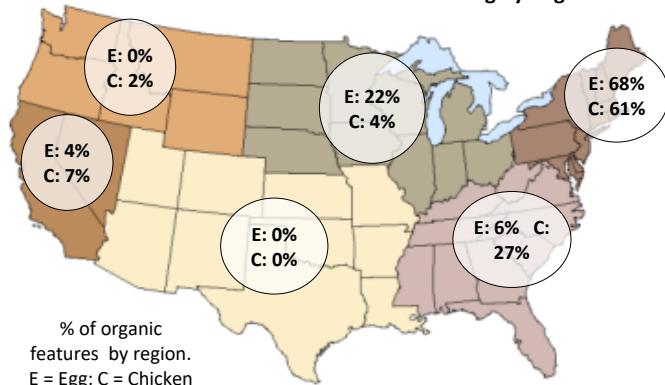 E: 0%
C: 2%
E: 22%
C: 4%
E: 68%
C: 61%
E: 4%
C: 7%
E: 0%
C: 0%
E: 6% C:
27%
% of organic
features by region.
E = Egg; C = Chicken